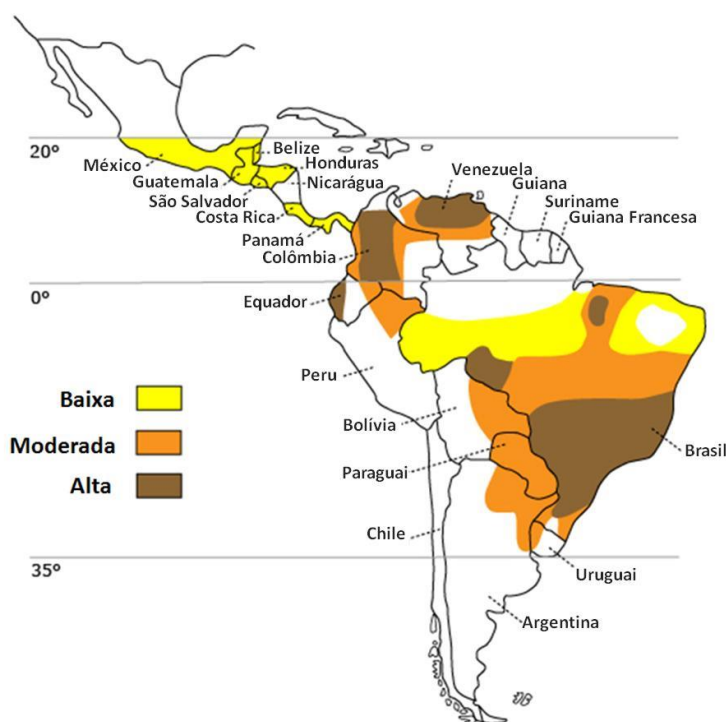 20º
México
Belize
Honduras
Guatemala
Nicarágua
São Salvador
Costa Rica
Panamá
Colômbia
Venezuela
Guiana
Suriname
Guiana Francesa
0º
Equador
Peru
Baixa
Moderada
Alta
Bolívia
Paraguai
Brasil
Chile
35º
Uruguai
Argentina